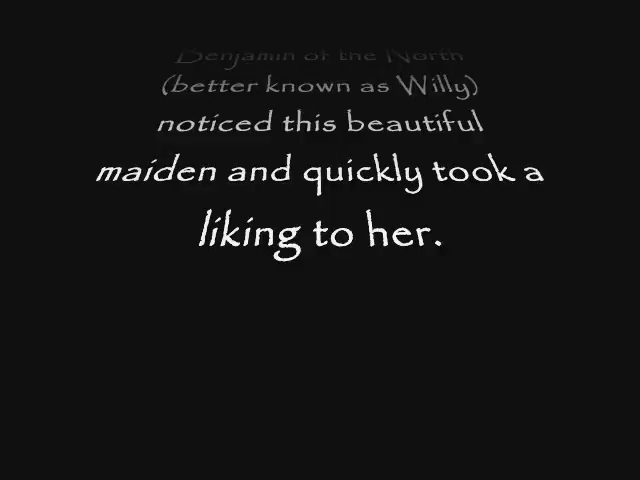 Benjamin of the North
(better known as Willy)
noticed this beautiful
maiden and quickly took a
liking to her.